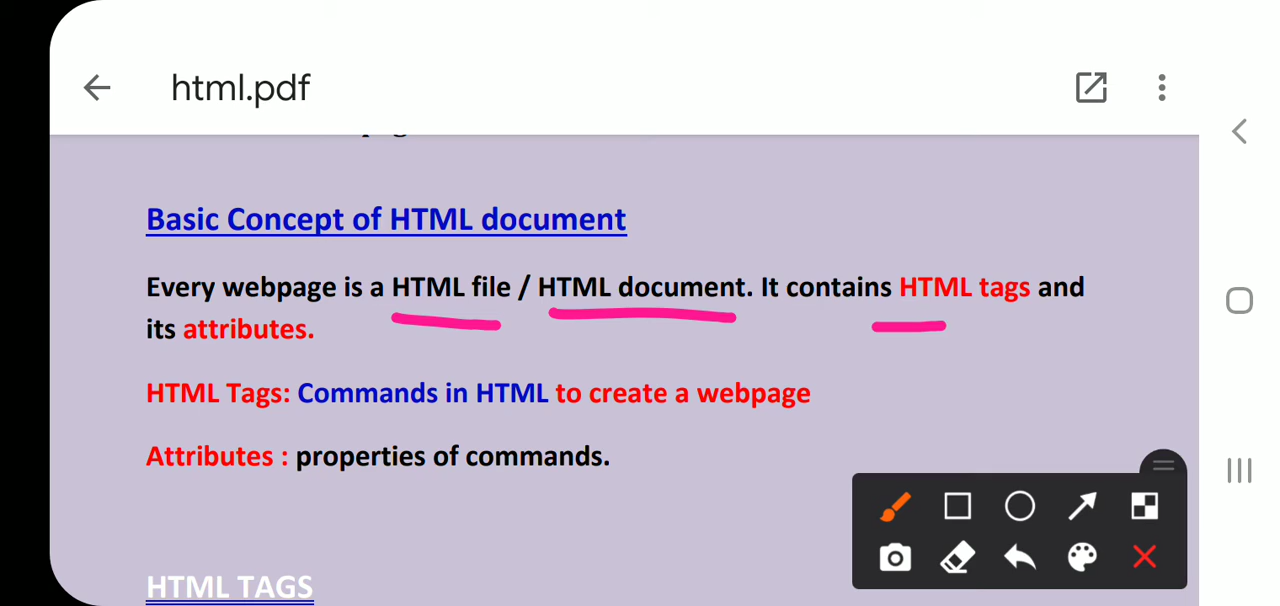 html.pdf
Basic Concept of HTML document
Every webpage is a HTML file / HTML document. It contains HTML tags and
its attributes.
HTML Tags: Commands in HTML to create a webpage
Attributes : properties of commands.
HTML TAGS